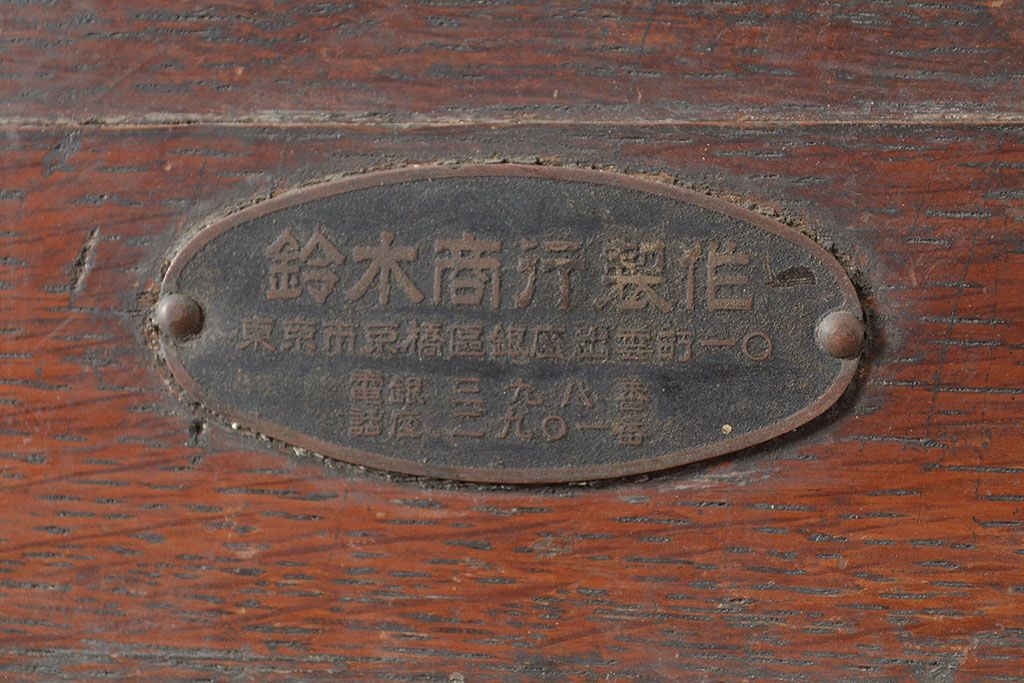 鈴木商行製作
東京市京橋區銀座出雲町一〇
電話銀座 三九八番
二九〇一番